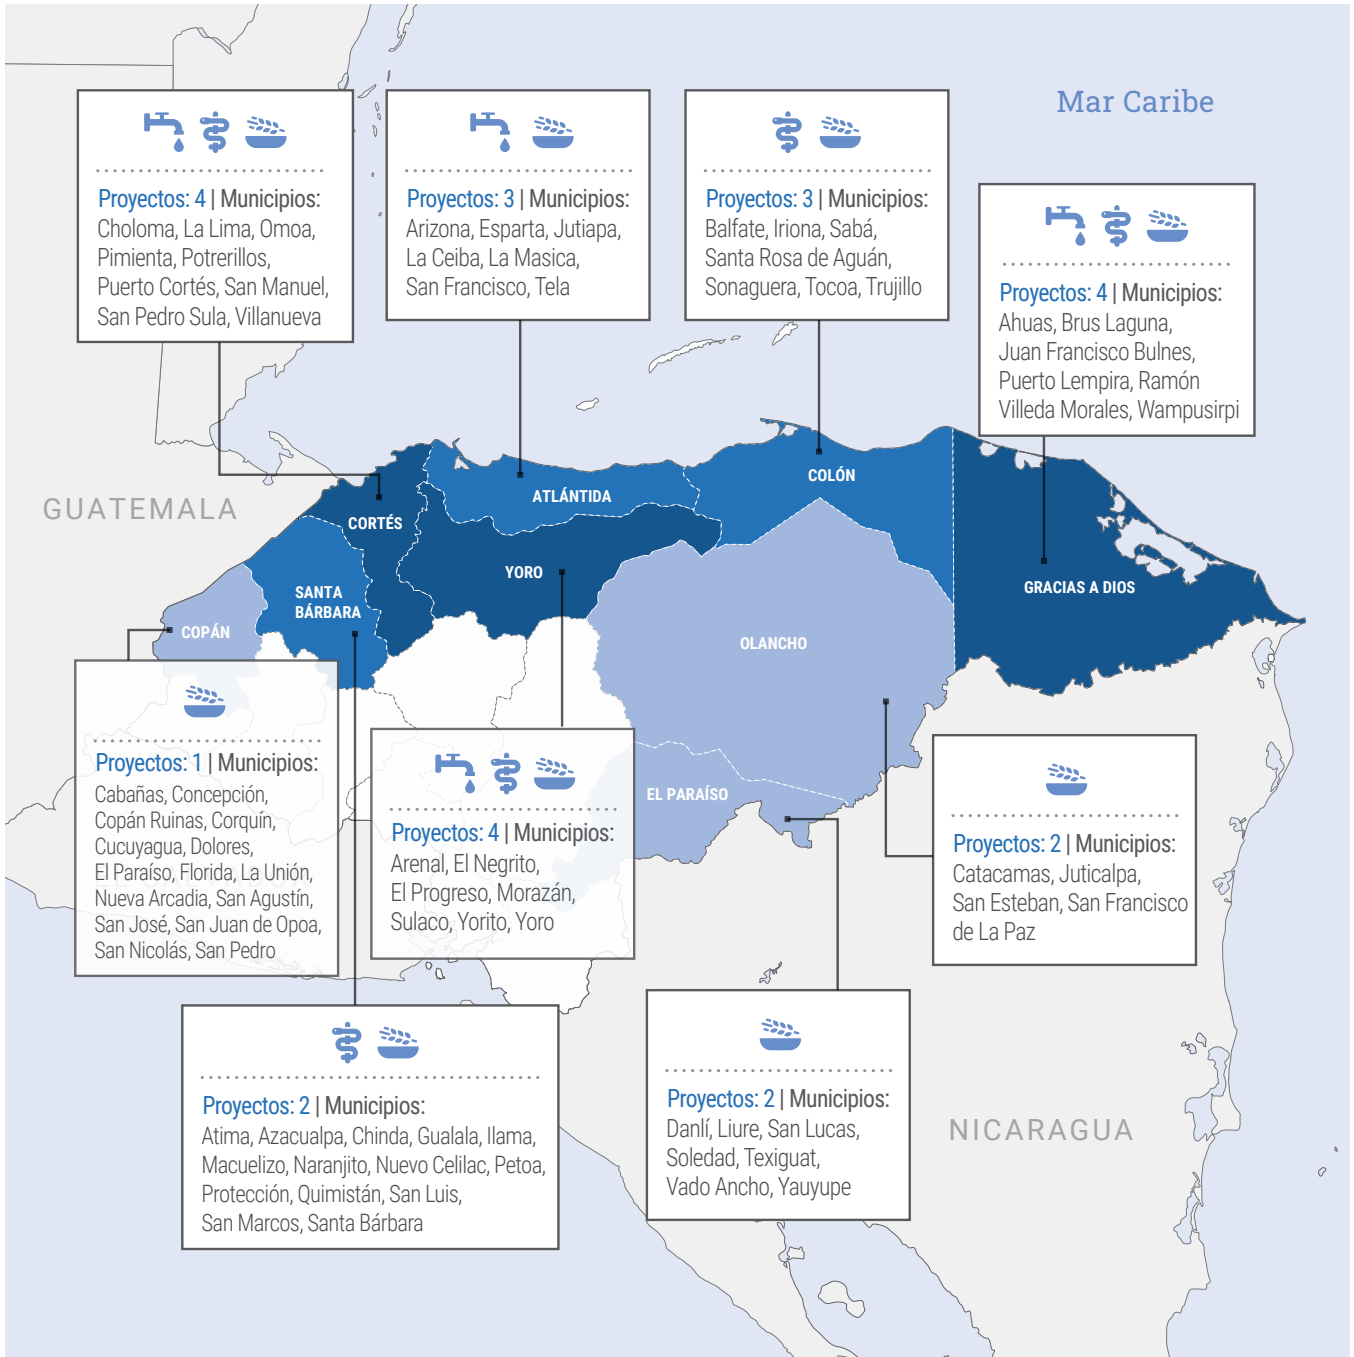 Mar Caribe
Proyectos: 4 | Municipios:
Choloma, La Lima, Omoa,
Pimienta, Potrerillos,
Puerto Cortés, San Manuel,
San Pedro Sula, Villanueva
Proyectos: 3 | Municipios:
Arizona, Esparta, Jutiapa,
La Ceiba, La Masica,
San Francisco, Tela
Proyectos: 3 | Municipios:
Balfate, Iriona, Sabá,
Santa Rosa de Aguán,
Sonaguera, Tocoa, Trujillo
Proyectos: 4 | Municipios:
Ahuas, Brus Laguna,
Juan Francisco Bulnes,
Puerto Lempira, Ramón
Villeda Morales, Wampusirpi
GUATEMALA
CORTÉS
ATLÁNTIDA
COLÓN
YORO
SANTA
BÁRBARA
COPÁN
GRACIAS A DIOS
OLANCHO
EL PARAÍSO
Proyectos: 1 | Municipios:
Cabañas, Concepción,
Copán Ruinas, Corquín,
Cucuyagua, Dolores,
El Paraíso, Florida, La Unión,
Nueva Arcadia, San Agustín,
San José, San Juan de Opoa,
San Nicolás, San Pedro
EL SALVADOR
Proyectos: 4 | Municipios:
Arenal, El Negrito,
El Progreso, Morazán,
Sulaco, Yorito, Yoro
Proyectos: 2 | Municipios:
Catacamas, Juticalpa,
San Esteban, San Francisco
de La Paz
Proyectos: 2 | Municipios:
Atima, Azacualpa, Chinda, Gualala, Ilama,
Macuelizo, Naranjito, Nuevo Celilac, Petoa,
Protección, Quimistán, San Luis,
San Marcos, Santa Bárbara
Proyectos: 2 | Municipios:
Danlí, Liure, San Lucas,
Soledad, Texiguat,
Vado Ancho, Yauyupe
NICARAGUA